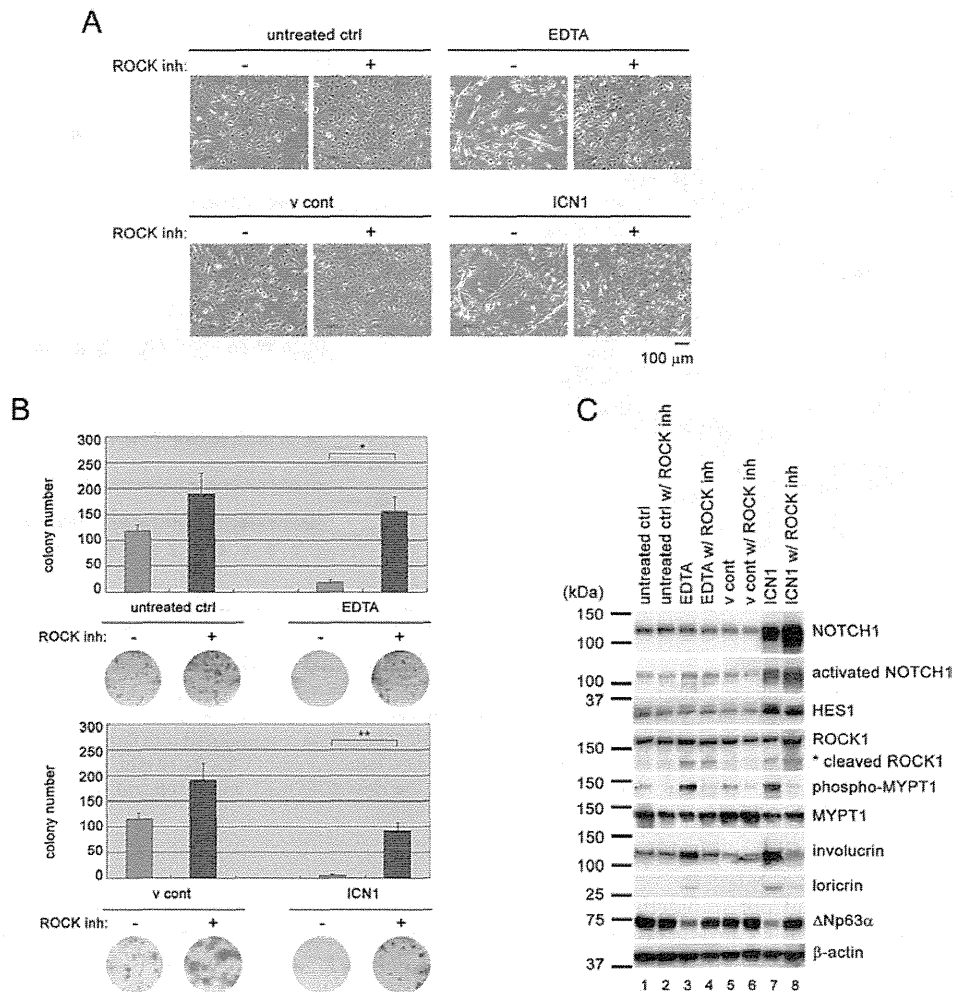 A
untreated ctrl EDTA
ROCK inh: - + - +
v cont ICN1
ROCK inh: - + - +
100 µm
B
300
250
200
150
100
50
0
colony number
*
untreated ctrl EDTA
ROCK inh: - + - +
300
250
200
150
100
50
0
colony number
**
v cont ICN1
ROCK inh: - + - +
C
untreated ctrl
untreated ctrl w/ ROCK inh
EDTA
EDTA w/ ROCK inh
v cont
v cont w/ ROCK inh
ICN1
ICN1 w/ ROCK inh
(kDa)
150
100 NOTCH1
100 activated NOTCH1
37
HES1
ROCK1
150
* cleaved ROCK1
150 phospho-MYPT1
150 MYPT1
150
involucrin
100
loricrin
25
75 ΔNp63α
β-actin
37
1 2 3 4 5 6 7 8